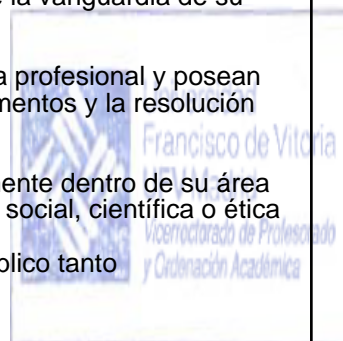 la vanguardia de su
profesional y posean
mentos y la resolución
Francisco de Vitoria
mente dentro de su área
social, científica o ética
Vicerrectorado de Profesorado
blico tanto
y Ordenación Académica